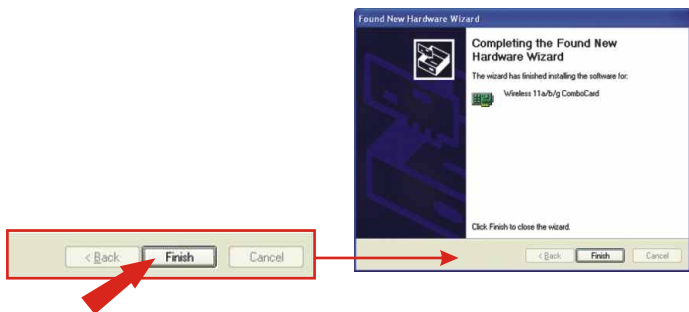 Found New Hardware Wizard
Completing the Found New
Hardware Wizard
The wizard has finished installing the software for:
Wireless 11a/b/g ComboCard
Click Finish to close the wizard.
< Back Finish Cancel
< Back Finish Cancel